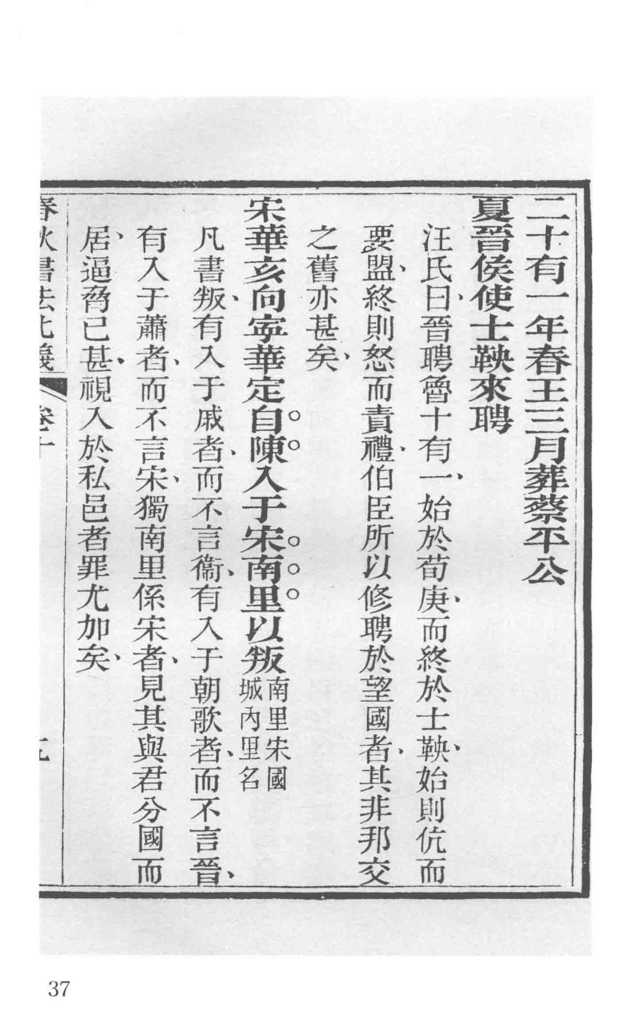 二十有一年春王三月葬蔡平公
夏晉侯使士鞅來聘
汪氏曰晉聘魯十有一、始於荀庚、而終於士鞅、始則伉而
要盟、終則怒而責禮、伯臣所以修聘於望國者、其非邦交
之舊亦甚矣、
宋華亥向寜華定自陳入于宋南里以叛
南里朱國
城內里名
凡書叛、有入于戚者、而不言衞、有入于朝歌者、而不言晉、
有入于蕭者、而不言宋、獨南里係宋者、見其與君分國而
居、逼脅已甚、視入於私邑者罪尤加矣、
春秋書法比義
卷十
37